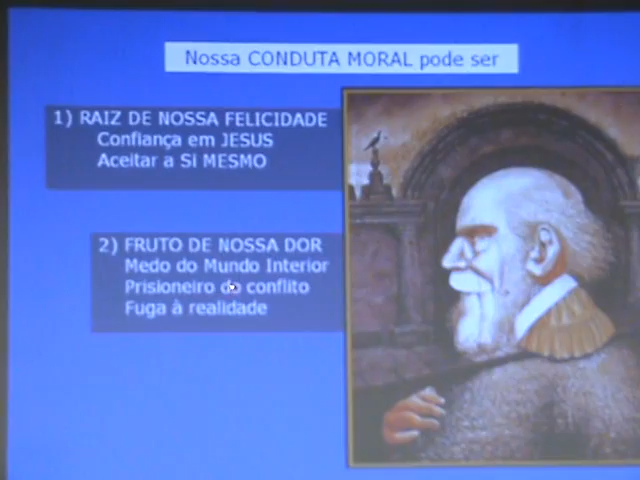 Nossa CONDUTA MORAL pode ser
1) RAIZ DE NOSSA FELICIDADE
Confiança em JESUS
Aceitar a Si MESMO
2) FRUTO DE NOSSA DOR
Medo do Mundo Interior
Prisioneiro do conflito
Fuga à realidade